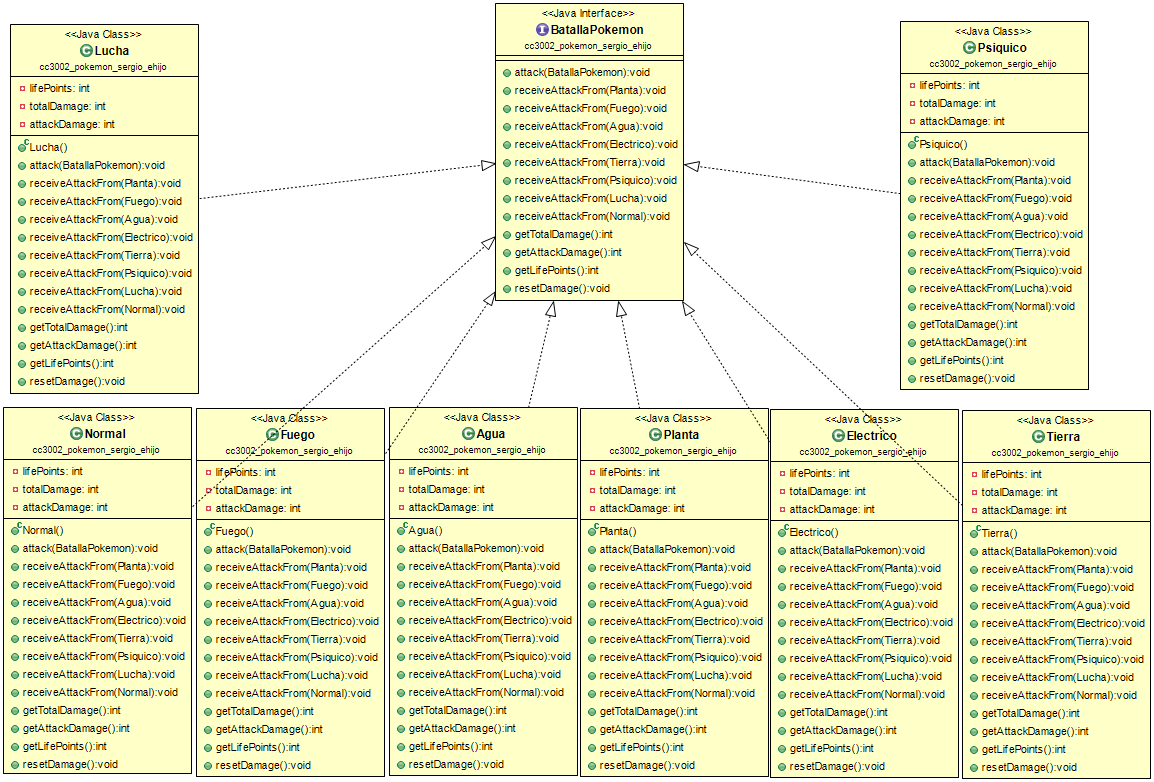 <<Java Class>>
Lucha
cc3002_pokemon_sergio_ehijo
lifePoints: int
totalDamage: int
attackDamage: int
Lucha()
attack(BatallaPokemon):void
receiveAttackFrom(Planta):void
receiveAttackFrom(Fuego):void
receiveAttackFrom(Agua):void
receiveAttackFrom(Electrico):void
receiveAttackFrom(Tierra):void
receiveAttackFrom(Psiquico):void
receiveAttackFrom(Lucha):void
receiveAttackFrom(Normal):void
getTotalDamage():int
getAttackDamage():int
getLifePoints():int
resetDamage():void
<<Java Interface>>
BatallaPokemon
cc3002_pokemon_sergio_ehijo
attack(BatallaPokemon):void
receiveAttackFrom(Planta):void
receiveAttackFrom(Fuego):void
receiveAttackFrom(Agua):void
receiveAttackFrom(Electrico):void
receiveAttackFrom(Tierra):void
receiveAttackFrom(Psiquico):void
receiveAttackFrom(Lucha):void
receiveAttackFrom(Normal):void
getTotalDamage():int
getAttackDamage():int
getLifePoints():int
resetDamage():void
<<Java Class>>
Psiquico
cc3002_pokemon_sergio_ehijo
lifePoints: int
totalDamage: int
attackDamage: int
Psiquico()
attack(BatallaPokemon):void
receiveAttackFrom(Planta):void
receiveAttackFrom(Fuego):void
receiveAttackFrom(Agua):void
receiveAttackFrom(Electrico):void
receiveAttackFrom(Tierra):void
receiveAttackFrom(Psiquico):void
receiveAttackFrom(Lucha):void
receiveAttackFrom(Normal):void
getTotalDamage():int
getAttackDamage():int
getLifePoints():int
resetDamage():void
<<Java Class>>
Normal
cc3002_pokemon_sergio_ehijo
lifePoints: int
totalDamage: int
attackDamage: int
Normal()
attack(BatallaPokemon):void
receiveAttackFrom(Planta):void
receiveAttackFrom(Fuego):void
receiveAttackFrom(Agua):void
receiveAttackFrom(Electrico):void
receiveAttackFrom(Tierra):void
receiveAttackFrom(Psiquico):void
receiveAttackFrom(Lucha):void
receiveAttackFrom(Normal):void
getTotalDamage():int
getAttackDamage():int
getLifePoints():int
resetDamage():void
<<Java Class>>
Fuego
cc3002_pokemon_sergio_ehijo
lifePoints: int
totalDamage: int
attackDamage: int
Fuego()
attack(BatallaPokemon):void
receiveAttackFrom(Planta):void
receiveAttackFrom(Fuego):void
receiveAttackFrom(Agua):void
receiveAttackFrom(Electrico):void
receiveAttackFrom(Tierra):void
receiveAttackFrom(Psiquico):void
receiveAttackFrom(Lucha):void
receiveAttackFrom(Normal):void
getTotalDamage():int
getAttackDamage():int
getLifePoints():int
resetDamage():void
<<Java Class>>
Agua
cc3002_pokemon_sergio_ehijo
lifePoints: int
totalDamage: int
attackDamage: int
Agua()
attack(BatallaPokemon):void
receiveAttackFrom(Planta):void
receiveAttackFrom(Fuego):void
receiveAttackFrom(Agua):void
receiveAttackFrom(Electrico):void
receiveAttackFrom(Tierra):void
receiveAttackFrom(Psiquico):void
receiveAttackFrom(Lucha):void
receiveAttackFrom(Normal):void
getTotalDamage():int
getAttackDamage():int
getLifePoints():int
resetDamage():void
<<Java Class>>
Planta
cc3002_pokemon_sergio_ehijo
lifePoints: int
totalDamage: int
attackDamage: int
Planta()
attack(BatallaPokemon):void
receiveAttackFrom(Planta):void
receiveAttackFrom(Fuego):void
receiveAttackFrom(Agua):void
receiveAttackFrom(Electrico):void
receiveAttackFrom(Tierra):void
receiveAttackFrom(Psiquico):void
receiveAttackFrom(Lucha):void
receiveAttackFrom(Normal):void
getTotalDamage():int
getAttackDamage():int
getLifePoints():int
resetDamage():void
<<Java Class>>
Electrico
cc3002_pokemon_sergio_ehijo
lifePoints: int
totalDamage: int
attackDamage: int
Electrico()
attack(BatallaPokemon):void
receiveAttackFrom(Planta):void
receiveAttackFrom(Fuego):void
receiveAttackFrom(Agua):void
receiveAttackFrom(Electrico):void
receiveAttackFrom(Tierra):void
receiveAttackFrom(Psiquico):void
receiveAttackFrom(Lucha):void
receiveAttackFrom(Normal):void
getTotalDamage():int
getAttackDamage():int
getLifePoints():int
resetDamage():void
<<Java Class>>
Tierra
cc3002_pokemon_sergio_ehijo
lifePoints: int
totalDamage: int
attackDamage: int
Tierra()
attack(BatallaPokemon):void
receiveAttackFrom(Planta):void
receiveAttackFrom(Fuego):void
receiveAttackFrom(Agua):void
receiveAttackFrom(Electrico):void
receiveAttackFrom(Tierra):void
receiveAttackFrom(Psiquico):void
receiveAttackFrom(Lucha):void
receiveAttackFrom(Normal):void
getTotalDamage():int
getAttackDamage():int
getLifePoints():int
resetDamage():void